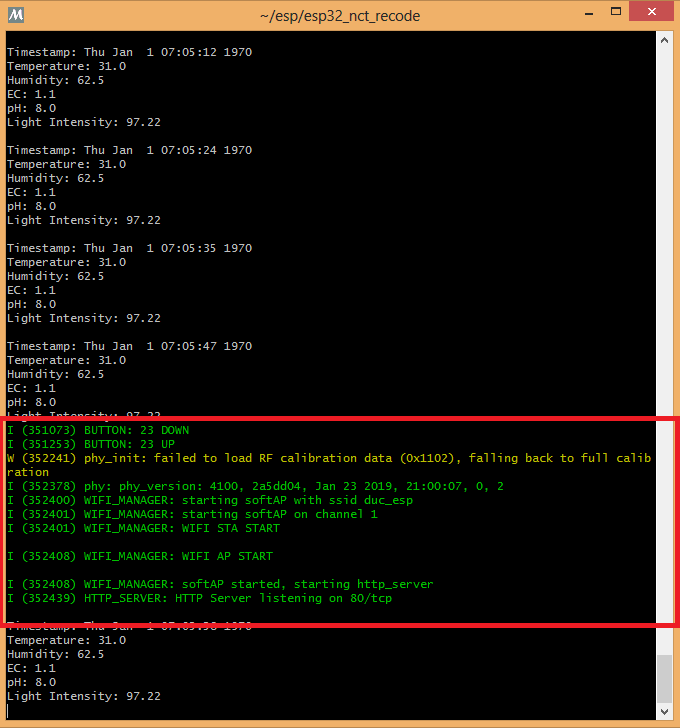 ~/esp/esp32_nct_recode
Timestamp: Thu Jan  1 07:05:12 1970
Temperature: 31.0
Humidity: 62.5
EC: 1.1
pH: 8.0
Light Intensity: 97.22
Timestamp: Thu Jan  1 07:05:24 1970
Temperature: 31.0
Humidity: 62.5
EC: 1.1
pH: 8.0
Light Intensity: 97.22
Timestamp: Thu Jan  1 07:05:35 1970
Temperature: 31.0
Humidity: 62.5
EC: 1.1
pH: 8.0
Light Intensity: 97.22
Timestamp: Thu Jan  1 07:05:47 1970
Temperature: 31.0
Humidity: 62.5
EC: 1.1
pH: 8.0
Light Intensity: 97.22
I (351073) BUTTON: 23 DOWN
I (351253) BUTTON: 23 UP
W (352241) phy_init: failed to load RF calibration data (0x1102), falling back to full calib
ration
I (352378) phy: phy_version: 4100, 2a5dd04, Jan 23 2019, 21:00:07, 0, 2
I (352400) WIFI_MANAGER: starting softAP with ssid duc_esp
I (352401) WIFI_MANAGER: starting softAP on channel 1
I (352401) WIFI_MANAGER: WIFI STA START
I (352408) WIFI_MANAGER: WIFI AP START
I (352408) WIFI_MANAGER: softAP started, starting http_server
I (352439) HTTP_SERVER: HTTP Server listening on 80/tcp
Timestamp: Thu Jan  1 1970
Temperature: 31.0
Humidity: 62.5
EC: 1.1
pH: 8.0
Light Intensity: 97.22